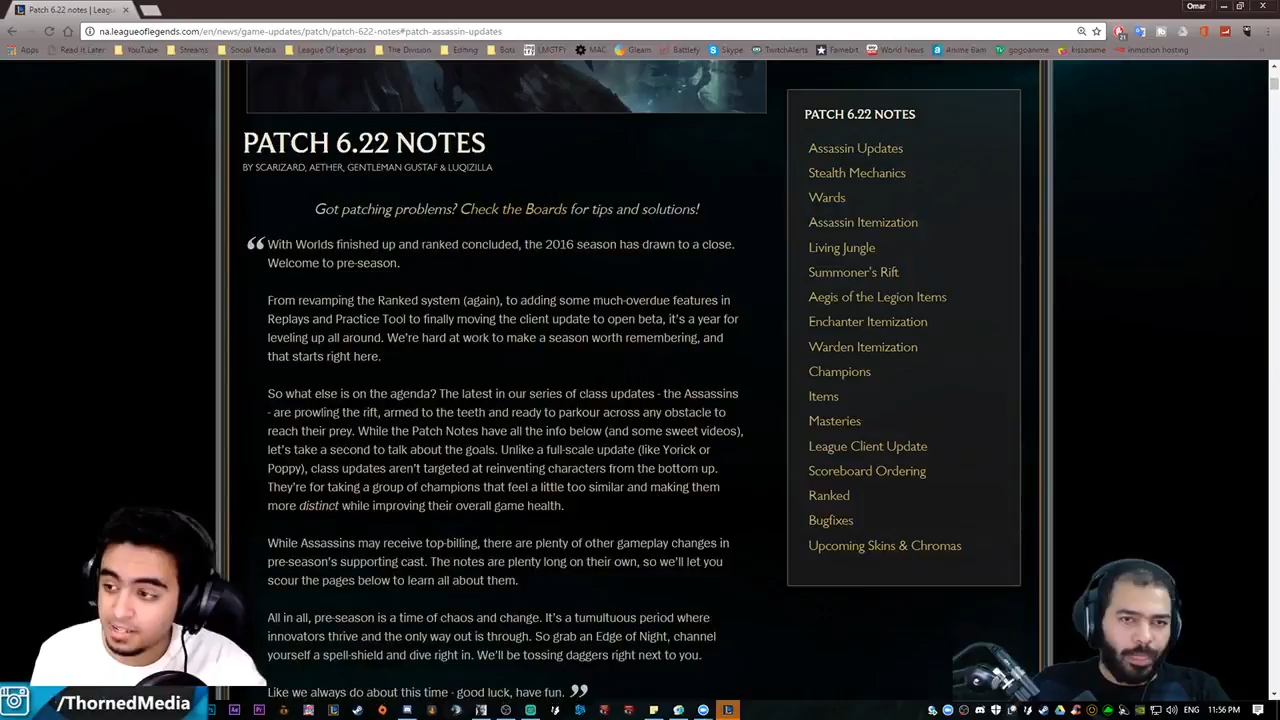 Patch 6.22 notes | Leagu
Omar
na.leagueoflegends.com/en/news/game-updates/patch/patch-622-notes#patch-assassin-updates
Apps Read it Later YouTube Streams Social Media League Of Legends The Division Editing Bots LMGTFY MAC Gleam Battlefy Skype TwitchAlerts Famebit World News Anime Bam gogoanime kissanime inmotion hosting
PATCH 6.22 NOTES
BY SCARIZARD, AETHER, GENTLEMAN GUSTAF & LUQIZILLA
Got patching problems? Check the Boards for tips and solutions!
“ With Worlds finished up and ranked concluded, the 2016 season has drawn to a close.
Welcome to pre-season.
From revamping the Ranked system (again), to adding some much-overdue features in
Replays and Practice Tool to finally moving the client update to open beta, it's a year for
leveling up all around. We're hard at work to make a season worth remembering, and
that starts right here.
So what else is on the agenda? The latest in our series of class updates - the Assassins
- are prowling the rift, armed to the teeth and ready to parkour across any obstacle to
reach their prey. While the Patch Notes have all the info below (and some sweet videos),
let's take a second to talk about the goals. Unlike a full-scale update (like Yorick or
Poppy), class updates aren't targeted at reinventing characters from the bottom up.
They're for taking a group of champions that feel a little too similar and making them
more distinct while improving their overall game health.
While Assassins may receive top-billing, there are plenty of other gameplay changes in
pre-season's supporting cast. The notes are plenty long on their own, so we'll let you
scour the pages below to learn all about them.
All in all, pre-season is a time of chaos and change. It's a tumultuous period where
innovators thrive and the only way out is through. So grab an Edge of Night, channel
yourself a spell-shield and dive right in. We'll be tossing daggers right next to you.
Like we always do about this time - good luck, have fun. ”
PATCH 6.22 NOTES
Assassin Updates
Stealth Mechanics
Wards
Assassin Itemization
Living Jungle
Summoner's Rift
Aegis of the Legion Items
Enchanter Itemization
Warden Itemization
Champions
Items
Masteries
League Client Update
Scoreboard Ordering
Ranked
Bugfixes
Upcoming Skins & Chromas
/ThornedMedia
ENG 11:56 PM